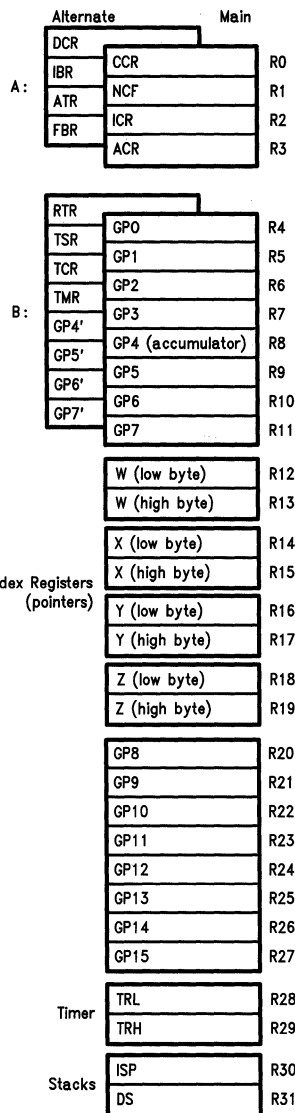 Alternate Main
A:
DCR
IBR
ATR
FBR
CCR R0
NCF R1
ICR R2
ACR R3
B:
RTR
TSR
TCR
TMR
GP4'
GP5'
GP6'
GP7'
GP0 R4
GP1 R5
GP2 R6
GP3 R7
GP4 (accumulator) R8
GP5 R9
GP6 R10
GP7 R11
dex Registers
(pointers)
W (low byte) R12
W (high byte) R13
X (low byte) R14
X (high byte) R15
Y (low byte) R16
Y (high byte) R17
Z (low byte) R18
Z (high byte) R19
GP8 R20
GP9 R21
GP10 R22
GP11 R23
GP12 R24
GP13 R25
GP14 R26
GP15 R27
Timer
TRL R28
TRH R29
Stacks
ISP R30
DS R31